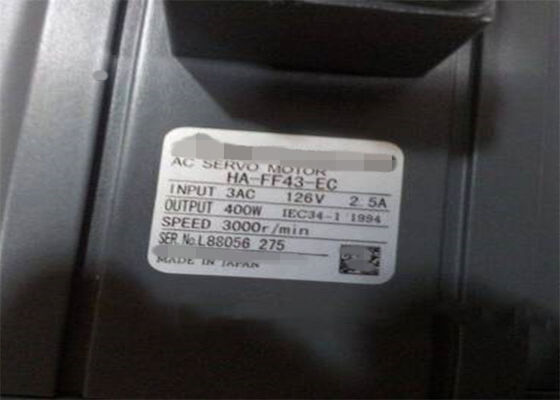 AC SERVO MOTOR
HA-FF43-EC
INPUT 3AC 126V 2.5A
OUTPUT 400W IEC34-1 1994
SPEED 3000r/min
SER.No.L88056 275
MADE IN JAPAN